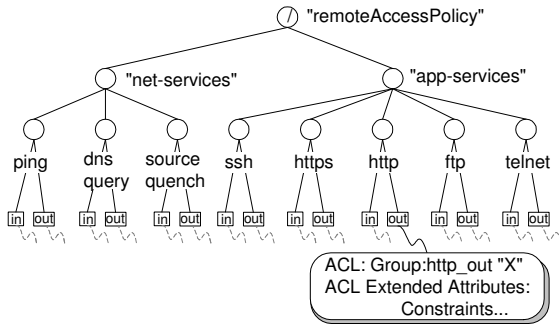 / "remoteAccessPolicy"
"net-services" "app-services"
ping dns query source quench ssh https http ftp telnet
in out in out in out in out in out in out in out in out
ACL: Group:http_out "X"
ACL Extended Attributes:
Constraints...